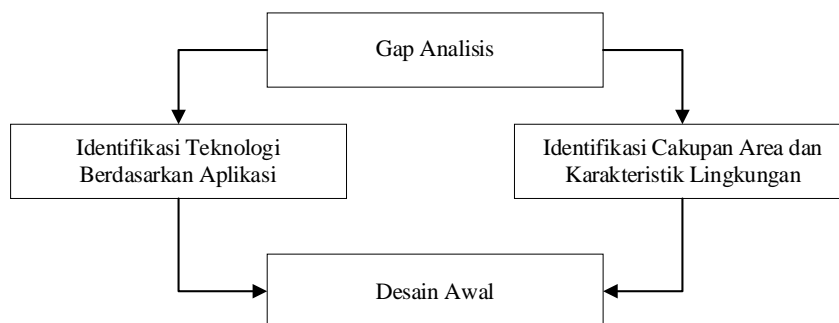 Gap Analisis
Identifikasi Teknologi
Berdasarkan Aplikasi
Identifikasi Cakupan Area dan
Karakteristik Lingkungan
Desain Awal